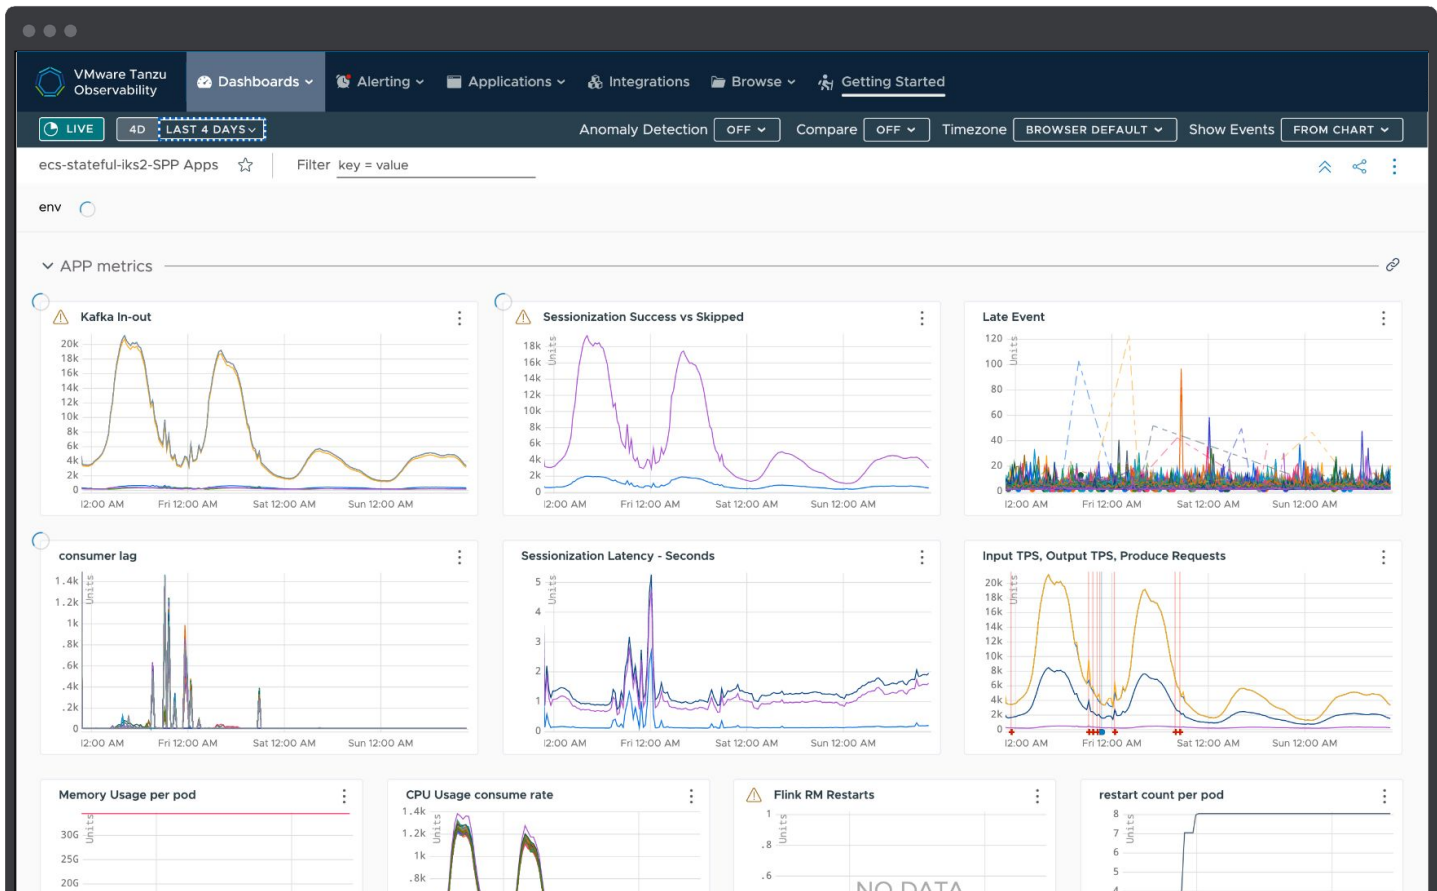 VMware Tanzu
Observability
Dashboards
Alerting
Applications
Integrations
Browse
Getting Started
LIVE
4D
LAST 4 DAYS
Anomaly Detection
OFF
Compare
OFF
Timezone
BROWSER DEFAULT
Show Events
FROM CHART
ecs-stateful-iks2-SPP Apps
Filter
key = value
env
APP metrics
Kafka In-out
20k
18k
16k
14k
12k
10k
8k
6k
4k
2k
0
12:00 AM
Fri 12:00 AM
Sat 12:00 AM
Sun 12:00 AM
Sessionization Success vs Skipped
Units
18k
16k
14k
12k
10k
8k
6k
4k
2k
0
12:00 AM
Fri 12:00 AM
Sat 12:00 AM
Sun 12:00 AM
Late Event
Units
120
100
80
60
40
20
0
12:00 AM
Fri 12:00 AM
Sat 12:00 AM
Sun 12:00 AM
consumer lag
Units
1.4k
1.2k
1k
.8k
.6k
.4k
.2k
0
12:00 AM
Fri 12:00 AM
Sat 12:00 AM
Sun 12:00 AM
Sessionization Latency - Seconds
Units
5
4
3
2
1
0
12:00 AM
Fri 12:00 AM
Sat 12:00 AM
Sun 12:00 AM
Input TPS, Output TPS, Produce Requests
Units
20k
18k
16k
14k
12k
10k
8k
6k
4k
2k
0
12:00 AM
Fri 12:00 AM
Sat 12:00 AM
Sun 12:00 AM
Memory Usage per pod
Units
30G
25G
20G
CPU Usage consume rate
Units
1.4k
1.2k
1k
.8k
Flink RM Restarts
Units
1
.8
.6
NO DATA
restart count per pod
Units
8
7
6
5
4